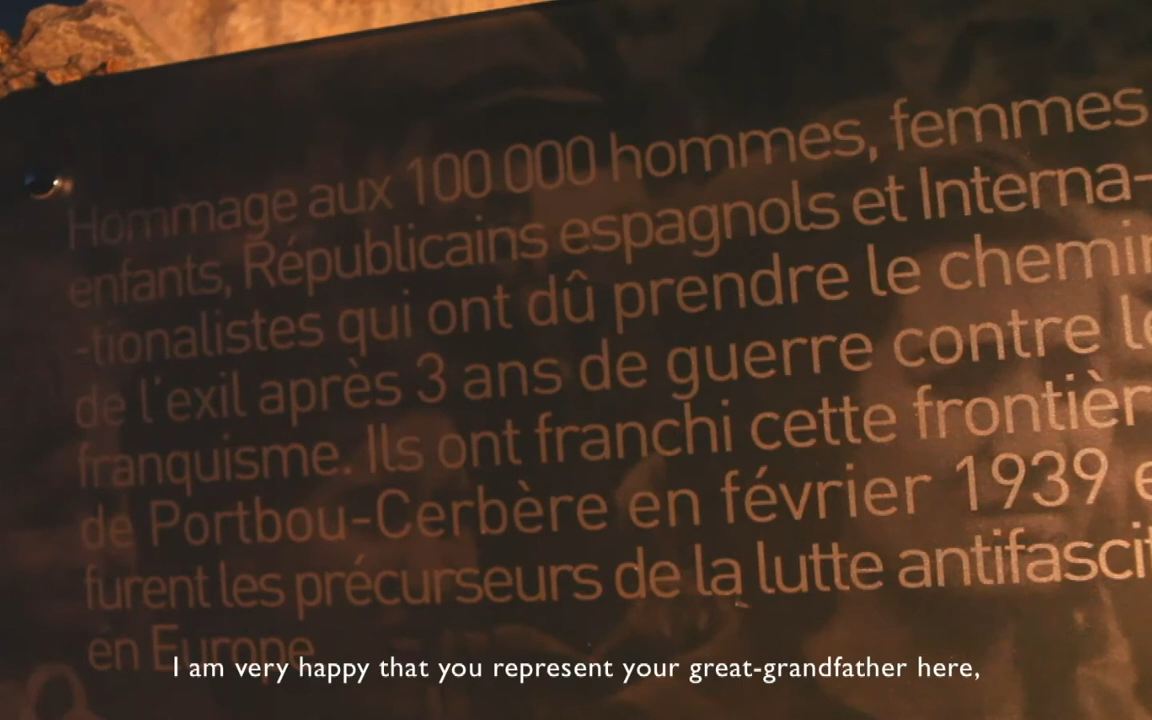 Hommage aux 100 000 hommes, femmes
enfants, Républicains espagnols et Interna-
-tionalistes qui ont dû prendre le chemin
de l'exil après 3 ans de guerre contre le
franquisme. Ils ont franchi cette frontièr
de Portbou-Cerbère en février 1939 e
furent les précurseurs de la lutte antifascit
en Europe
I am very happy that you represent your great-grandfather here,